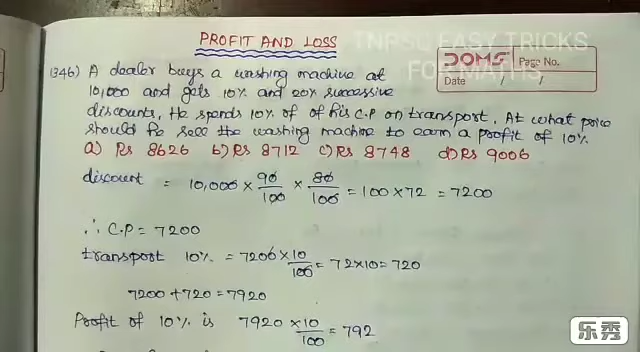 PROFIT AND LOSS
TNPSC EASY TRICKS
FOR MATHS
DOMS
Page No.
Date / /
(346) A dealer buys a washing machine at
10,000 and gets 10% and 20% successive
discounts. He spends 10% of of his C.P on transport. At what price
should he sell the washing machine to earn a profit of 10%
a) Rs 8626 b) Rs 8712 c) Rs 8748 d) Rs 9006
discount = 10,000 × 90/100 × 80/100 = 100 × 72 = 7200
∴ C.P = 7200
transport 10% = 7200 × 10/100 = 72 × 10 = 720
7200 + 720 = 7920
Profit of 10% is 7920 × 10/100 = 792
乐秀